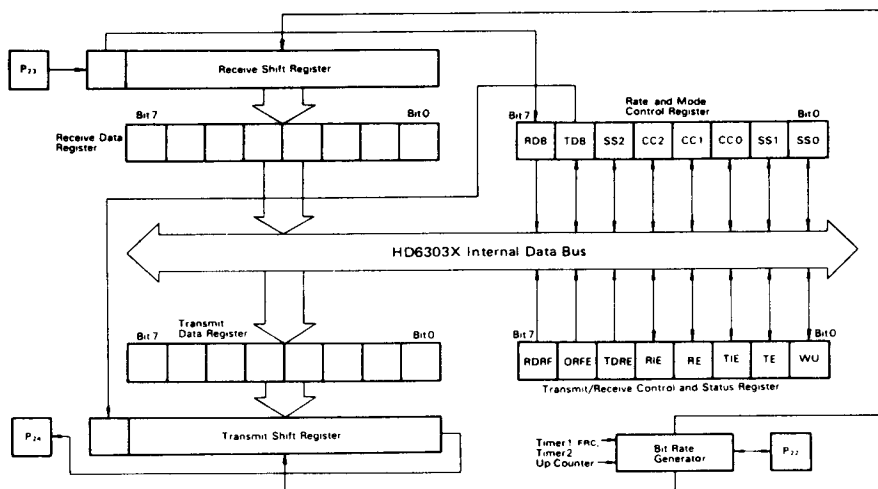 P23
Receive Shift Register
Bit 7
Bit 0
Receive Data
Register
Rate and Mode
Control Register
Bit 7
Bit 0
RD8
TD8
SS2
CC2
CC1
CC0
SS1
SS0
HD6303X Internal Data Bus
Transmit
Data Register
Bit 7
Bit 0
Bit 7
Bit 0
RDRF
ORFE
TDRE
RIE
RE
TIE
TE
WU
Transmit/Receive Control and Status Register
P24
Transmit Shift Register
Timer 1 FRC,
Timer 2
Up Counter
Bit Rate
Generator
P22